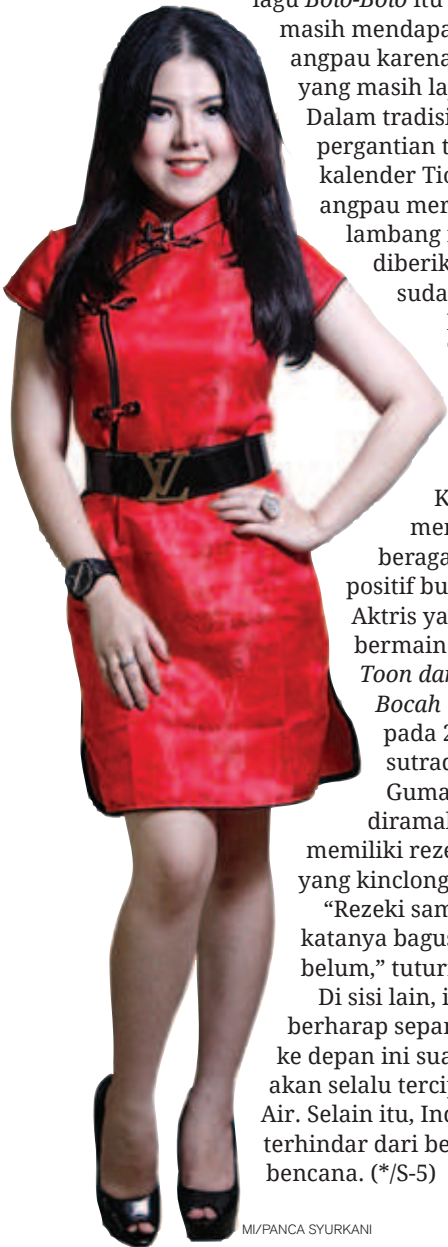 lagu Bolo-Bolo itu
masih mendapa
angpau karena
yang masih la
Dalam tradisi
pergantian t
kalender Tio
angpau mer
lambang
diberik
suda
K
mer
beraga
positif bu
Aktris ya
bermain
Toon dan
Bocah
pada 2
sutrad
Guma
diramal
memiliki reze
yang kinclong
“Rezeki sam
katanya bagus
belum,” tutur
Di sisi lain, i
berharap sepan
ke depan ini sua
akan selalu tercip
Air. Selain itu, Ind
terhindar dari be
bencana. (*/S-5)
MI/PANCA SYURKANI